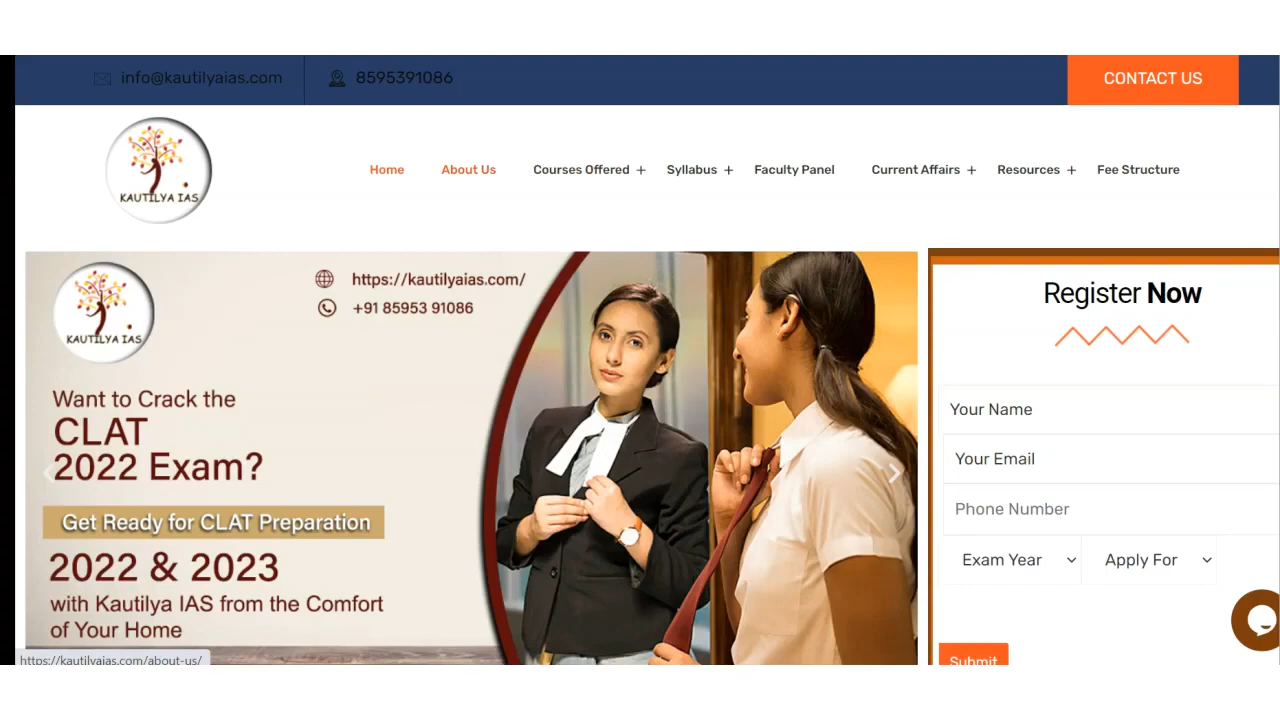 info@kautilyaias.com
8595391086
CONTACT US
KAUTILYA IAS
Home
About Us
Courses Offered +
Syllabus +
Faculty Panel
Current Affairs +
Resources +
Fee Structure
KAUTILYA IAS
https://kautilyaias.com/
+91 85953 91086
Want to Crack the
CLAT
2022 Exam?
Get Ready for CLAT Preparation
2022 & 2023
with Kautilya IAS from the Comfort
of Your Home
Register Now
Your Name
Your Email
Phone Number
Exam Year
Apply For
Submit
https://kautilyaias.com/about-us/